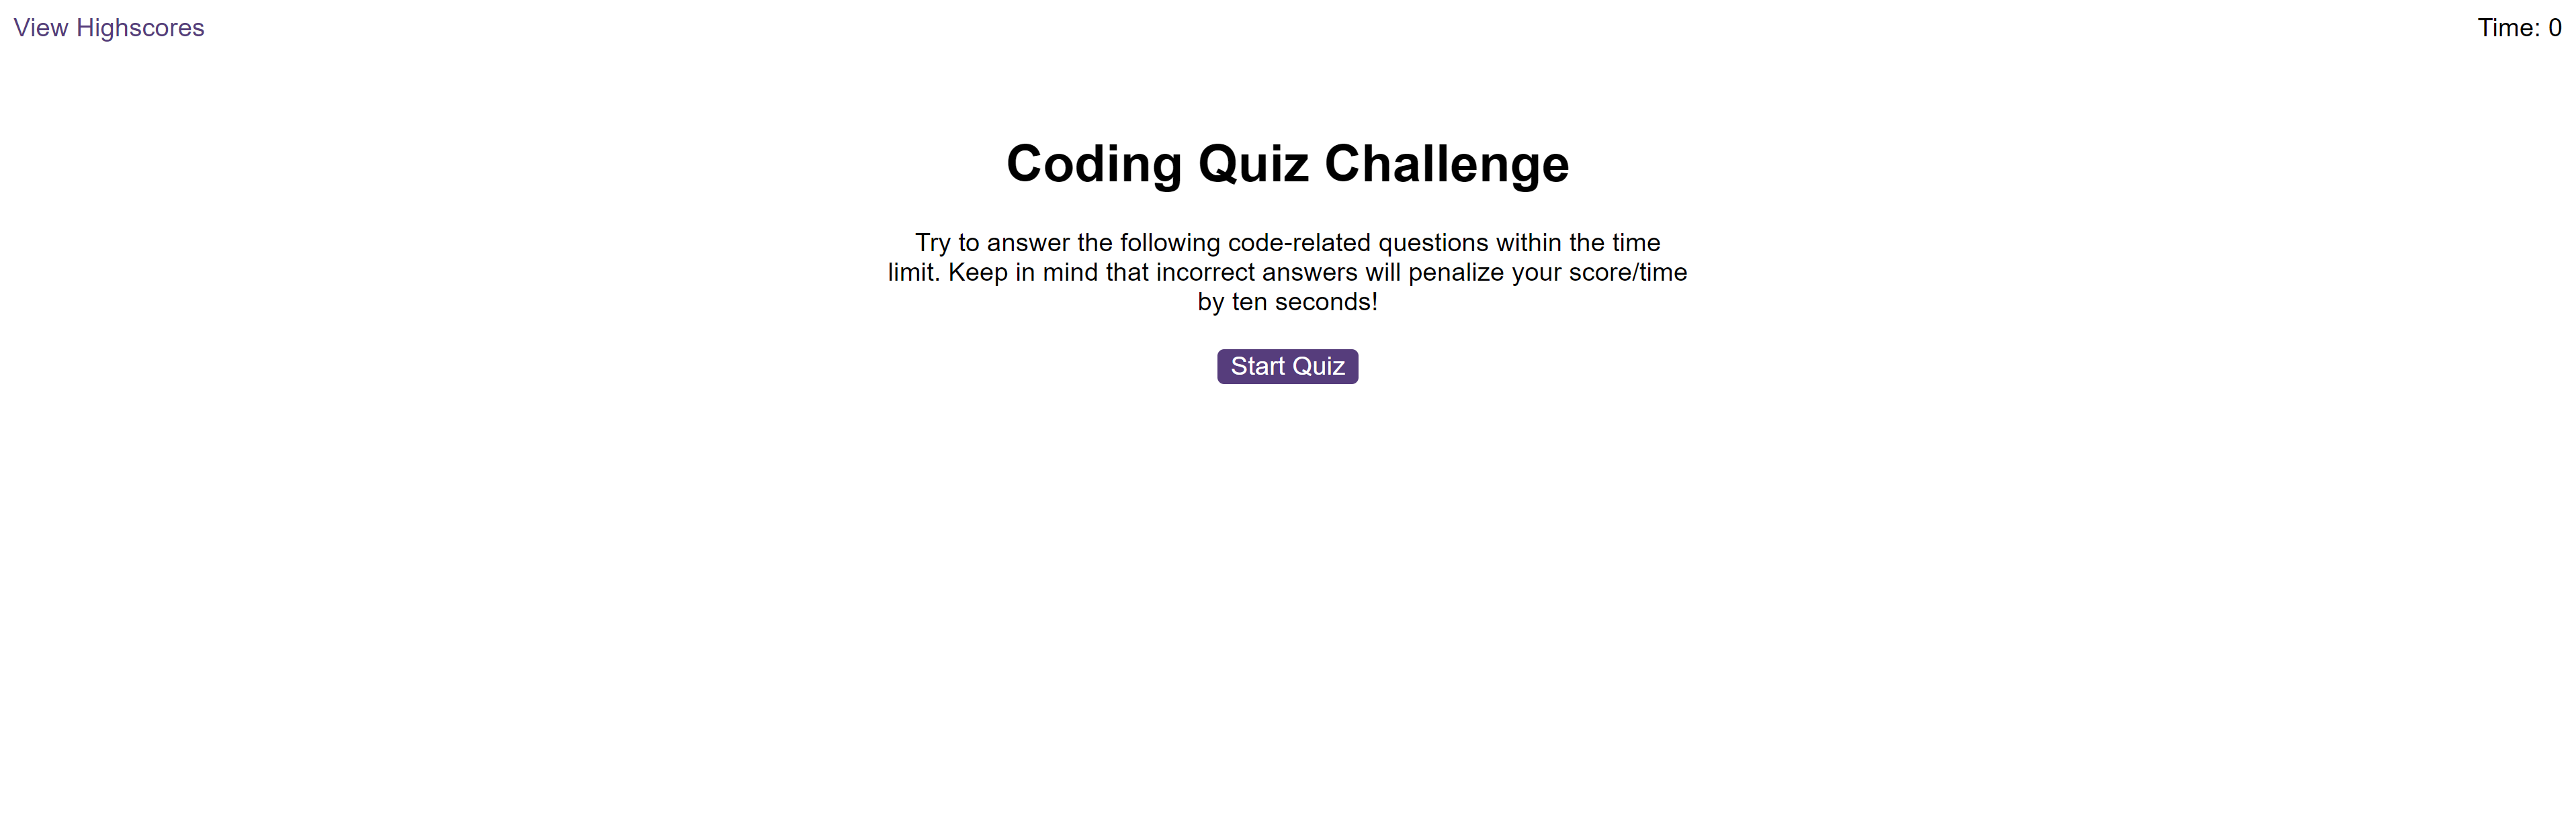 View Highscores
Time: 0
Coding Quiz Challenge
Try to answer the following code-related questions within the time
limit. Keep in mind that incorrect answers will penalize your score/time
by ten seconds!
Start Quiz